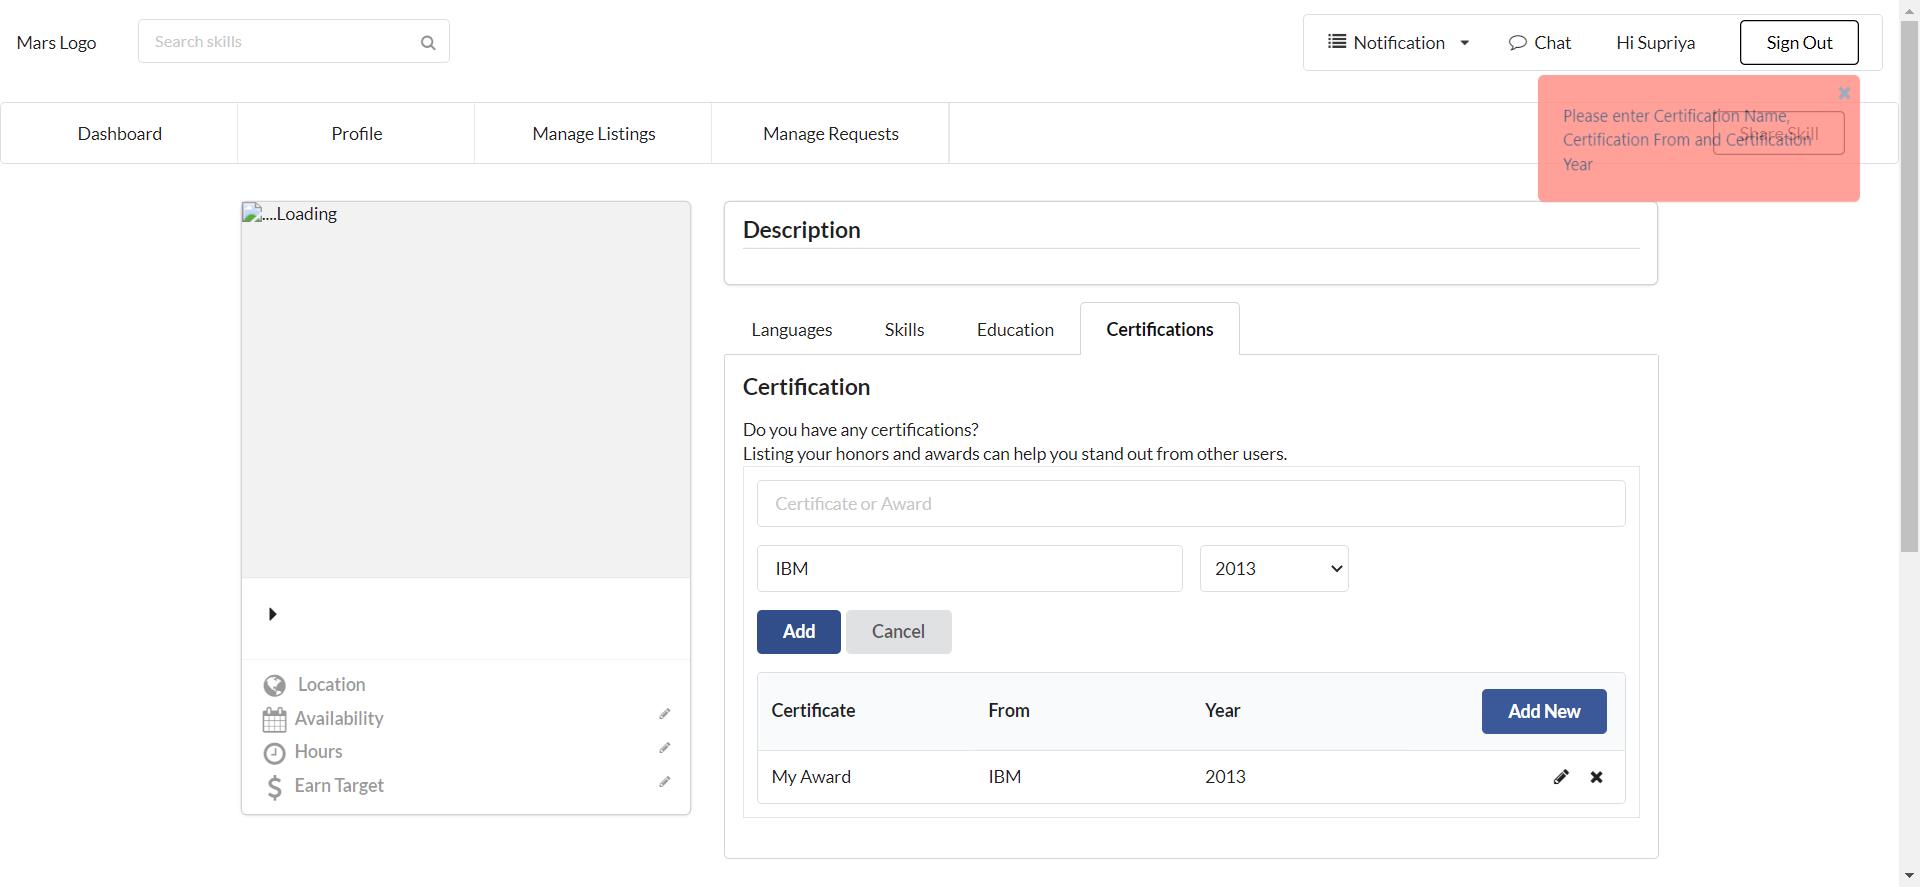 Mars Logo
Search skills
Notification
Chat
Hi Supriya
Sign Out
Dashboard
Profile
Manage Listings
Manage Requests
Share Skill
Please enter Certification Name,
Certification From and Certification
Year
....Loading
Location
Availability
Hours
Earn Target
Description
Languages
Skills
Education
Certifications
Certification
Do you have any certifications?
Listing your honors and awards can help you stand out from other users.
Certificate or Award
IBM
2013
Add
Cancel
Certificate From Year Add New
My Award IBM 2013